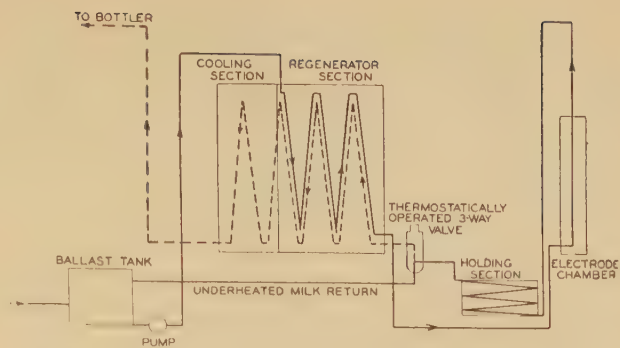 TO BOTTLER
COOLING
SECTION
REGENERATOR
SECTION
THERMOSTATICALLY
OPERATED 3-WAY
VALVE
BALLAST TANK
UNDERHEATED MILK RETURN
HOLDING
SECTION
ELECTRODE
CHAMBER
PUMP